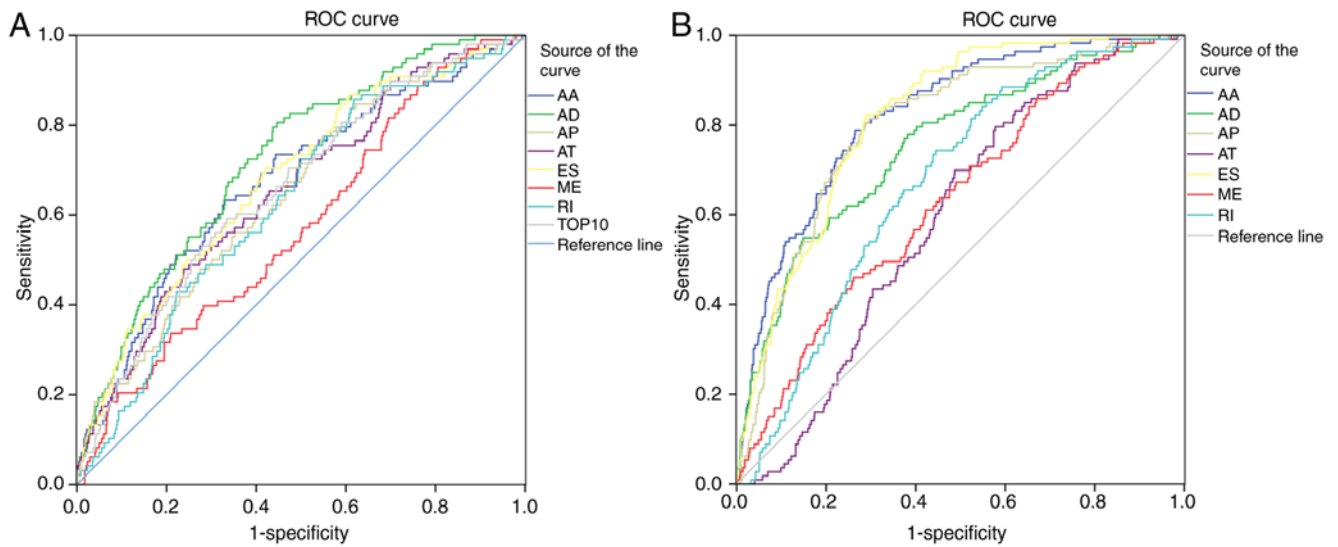 A
ROC curve
Sensitivity
1.0
0.8
0.6
0.4
0.2
0.0
0.0 0.2 0.4 0.6 0.8 1.0
1-specificity
Source of the
curve
AA
AD
AP
AT
ES
ME
RI
TOP10
Reference line
B
ROC curve
Sensitivity
1.0
0.8
0.6
0.4
0.2
0.0
0.0 0.2 0.4 0.6 0.8 1.0
1-specificity
Source of the
curve
AA
AD
AP
AT
ES
ME
RI
Reference line